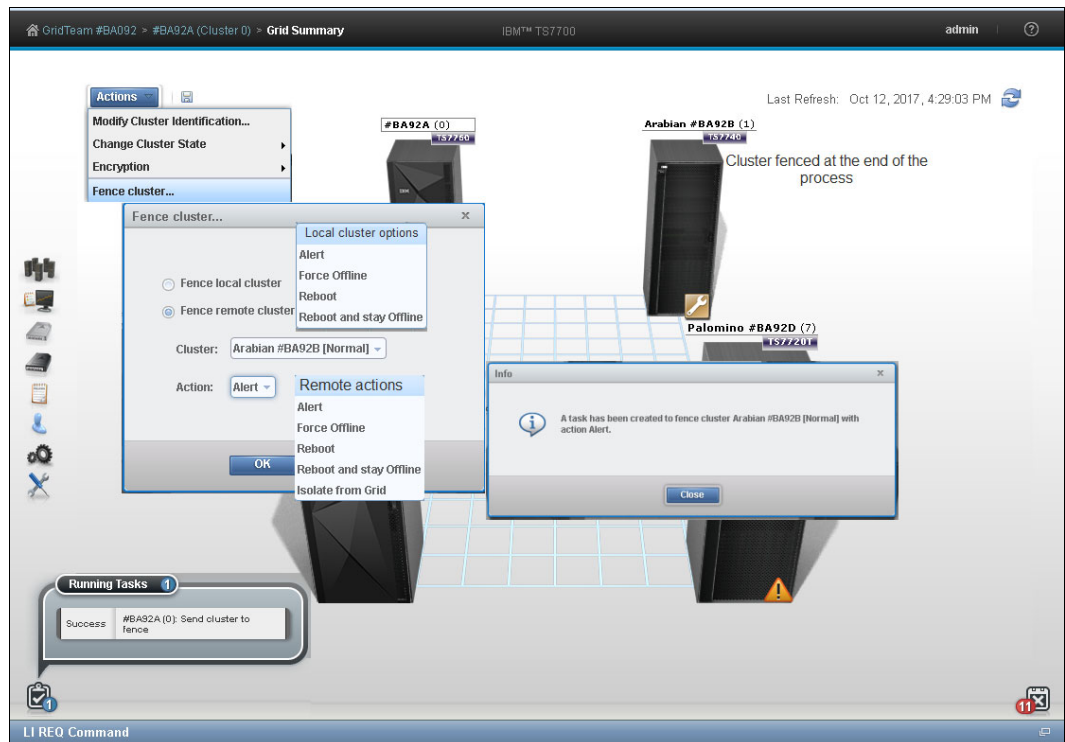 GridTeam #BA092 > #BA92A (Cluster 0) > Grid Summary
IBM™ TS7700
admin
?
Actions
Last Refresh: Oct 12, 2017, 4:29:03 PM
Modify Cluster Identification...
Change Cluster State
Encryption
Fence cluster...
#BA92A (0)
TS7760
IBM
Arabian #BA92B (1)
TS7740
Cluster fenced at the end of the
process
Fence cluster...
x
Local cluster options
Alert
Force Offline
Reboot
Reboot and stay Offline
Fence local cluster
Fence remote cluster
Cluster: Arabian #BA92B [Normal]
Action: Alert
Remote actions
Alert
Force Offline
Reboot
Reboot and stay Offline
Isolate from Grid
OK
Palomino #BA92D (7)
TS7720T
Info
x
A task has been created to fence cluster Arabian #BA92B [Normal] with
action Alert.
Close
Running Tasks 1
Success
#BA92A (0): Send cluster to
fence
1
11
LI REQ Command